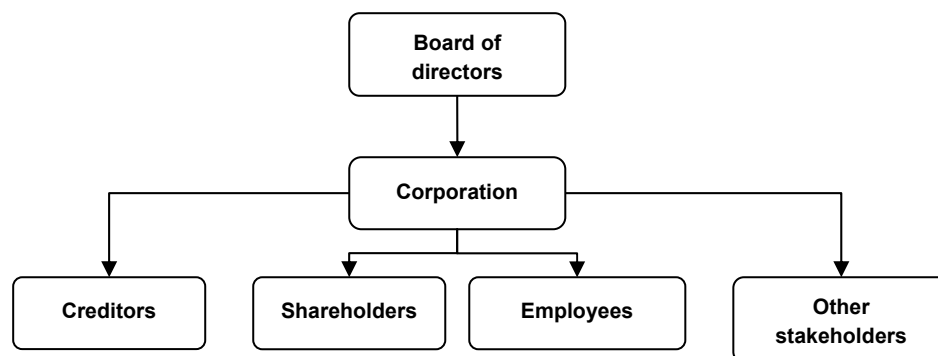 Board of
directors
Corporation
Creditors
Shareholders
Employees
Other
stakeholders